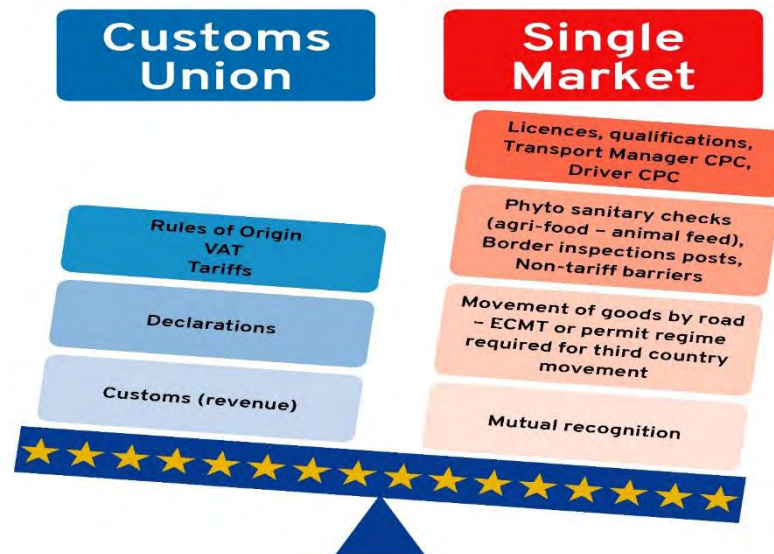 Customs
Union
Rules of Origin
VAT
Tariffs
Declarations
Customs (revenue)
Single
Market
Licences, qualifications,
Transport Manager CPC,
Driver CPC
Phyto sanitary checks
(agri-food – animal feed),
Border inspections posts,
Non-tariff barriers
Movement of goods by road
– ECMT or permit regime
required for third country
movement
Mutual recognition